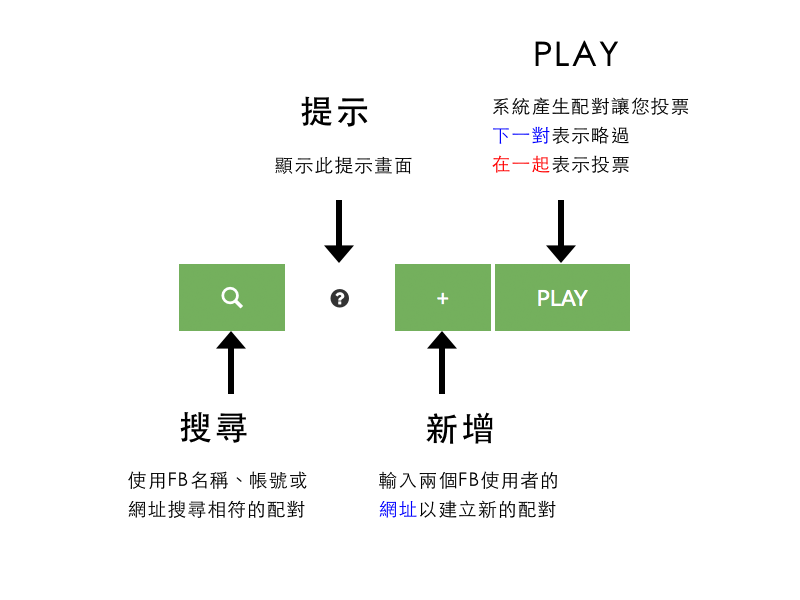 PLAY
系統產生配對讓您投票
下一對表示略過
在一起表示投票
提示
顯示此提示畫面
?
+
PLAY
搜尋
使用FB名稱、帳號或
網址搜尋相符的配對
新增
輸入兩個FB使用者的
網址以建立新的配對